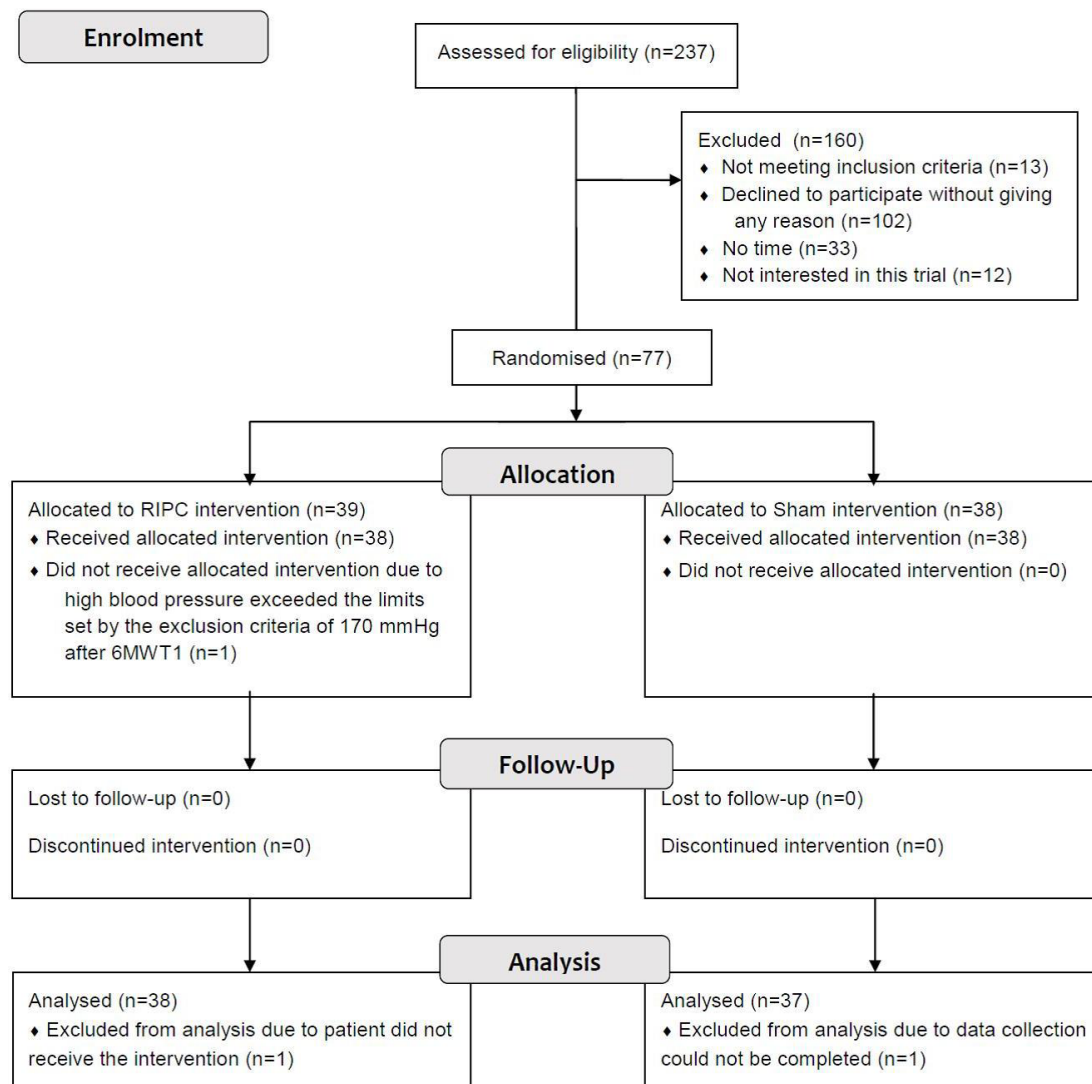 Enrolment
Assessed for eligibility (n=237)
Excluded (n=160)
♦ Not meeting inclusion criteria (n=13)
♦ Declined to participate without giving
any reason (n=102)
♦ No time (n=33)
♦ Not interested in this trial (n=12)
Randomised (n=77)
Allocation
Allocated to RIPC intervention (n=39)
♦ Received allocated intervention (n=38)
♦ Did not receive allocated intervention due to
high blood pressure exceeded the limits
set by the exclusion criteria of 170 mmHg
after 6MWT1 (n=1)
Allocated to Sham intervention (n=38)
♦ Received allocated intervention (n=38)
♦ Did not receive allocated intervention (n=0)
Follow-Up
Lost to follow-up (n=0)
Discontinued intervention (n=0)
Lost to follow-up (n=0)
Discontinued intervention (n=0)
Analysis
Analysed (n=38)
♦ Excluded from analysis due to patient did not
receive the intervention (n=1)
Analysed (n=37)
♦ Excluded from analysis due to data collection
could not be completed (n=1)